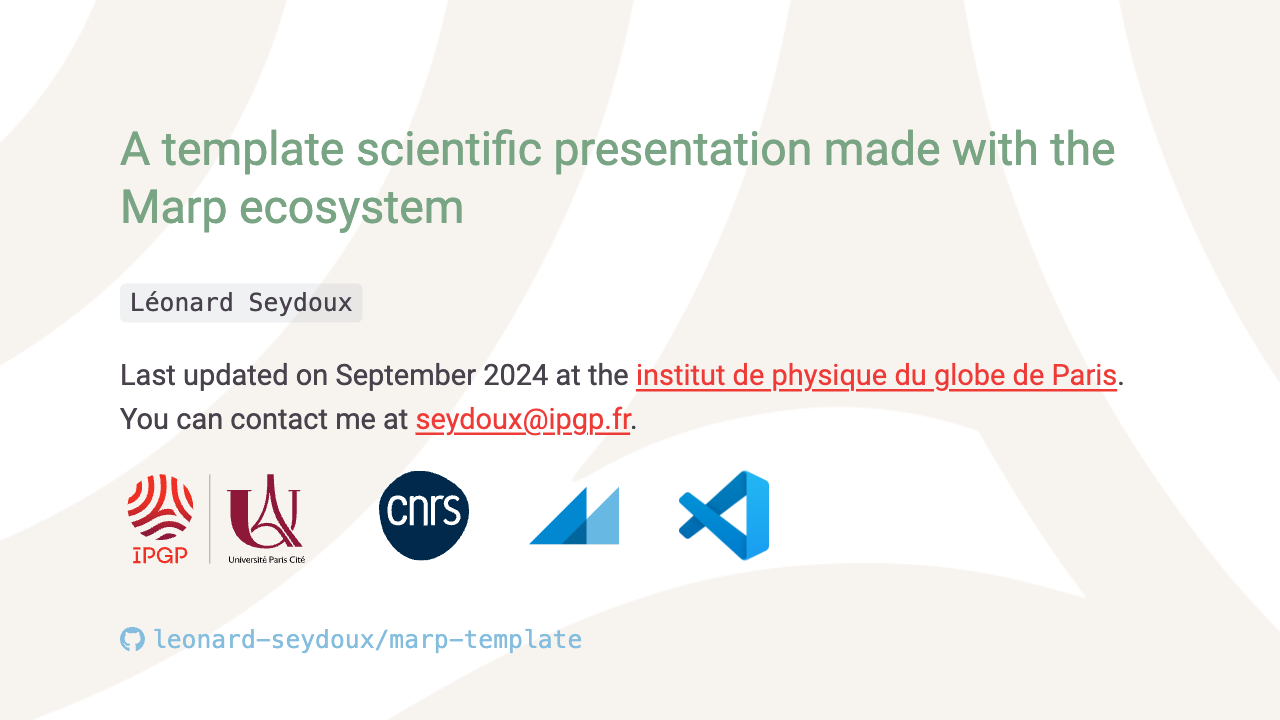 A template scientific presentation made with the
Marp ecosystem
Léonard Seydoux
Last updated on September 2024 at the institut de physique du globe de Paris.
You can contact me at seydoux@ipgp.fr.
cnrs
ĪPGP
Université Paris Cité
leonard-seydoux/marp-template